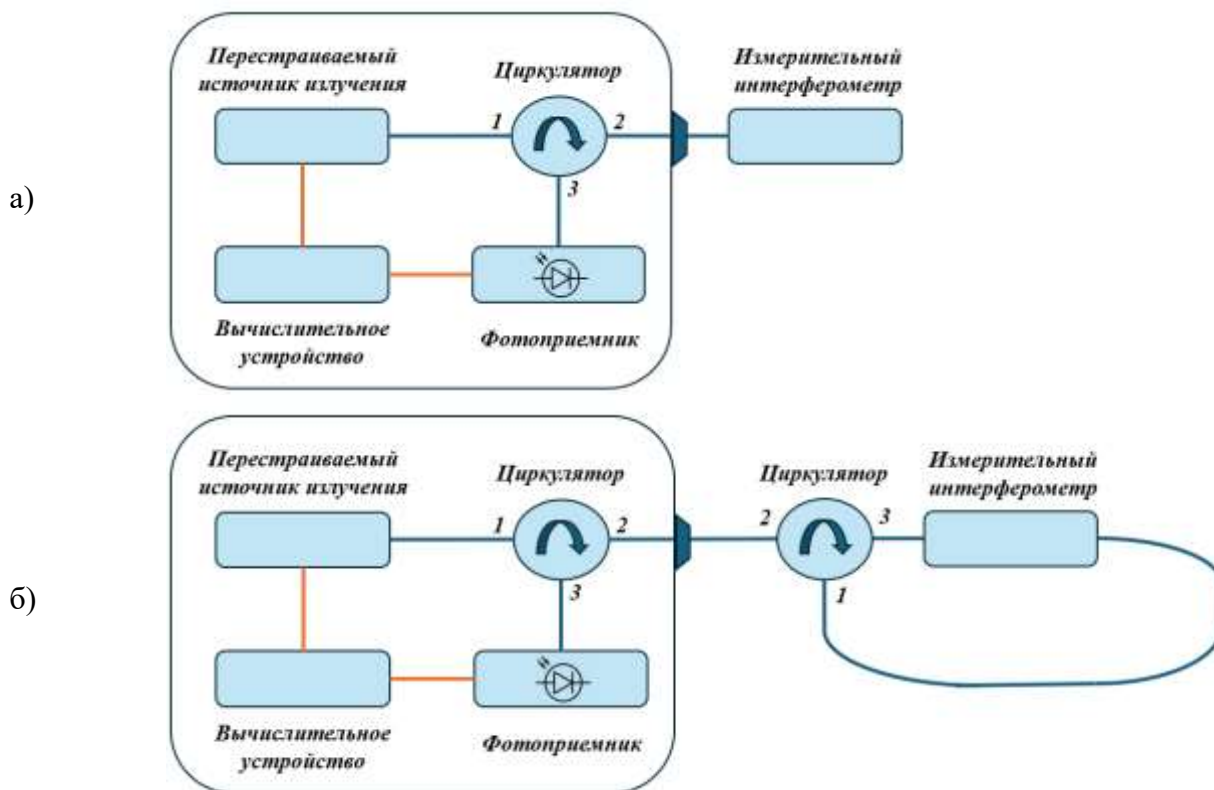 а)
Перестраиваемый
источник излучения
Циркулятор
Измерительный
интерферометр
1
2
3
Вычислительное
устройство
Фотоприемник
б)
Перестраиваемый
источник излучения
Циркулятор
Циркулятор
Измерительный
интерферометр
1
2
2
3
3
1
Вычислительное
устройство
Фотоприемник